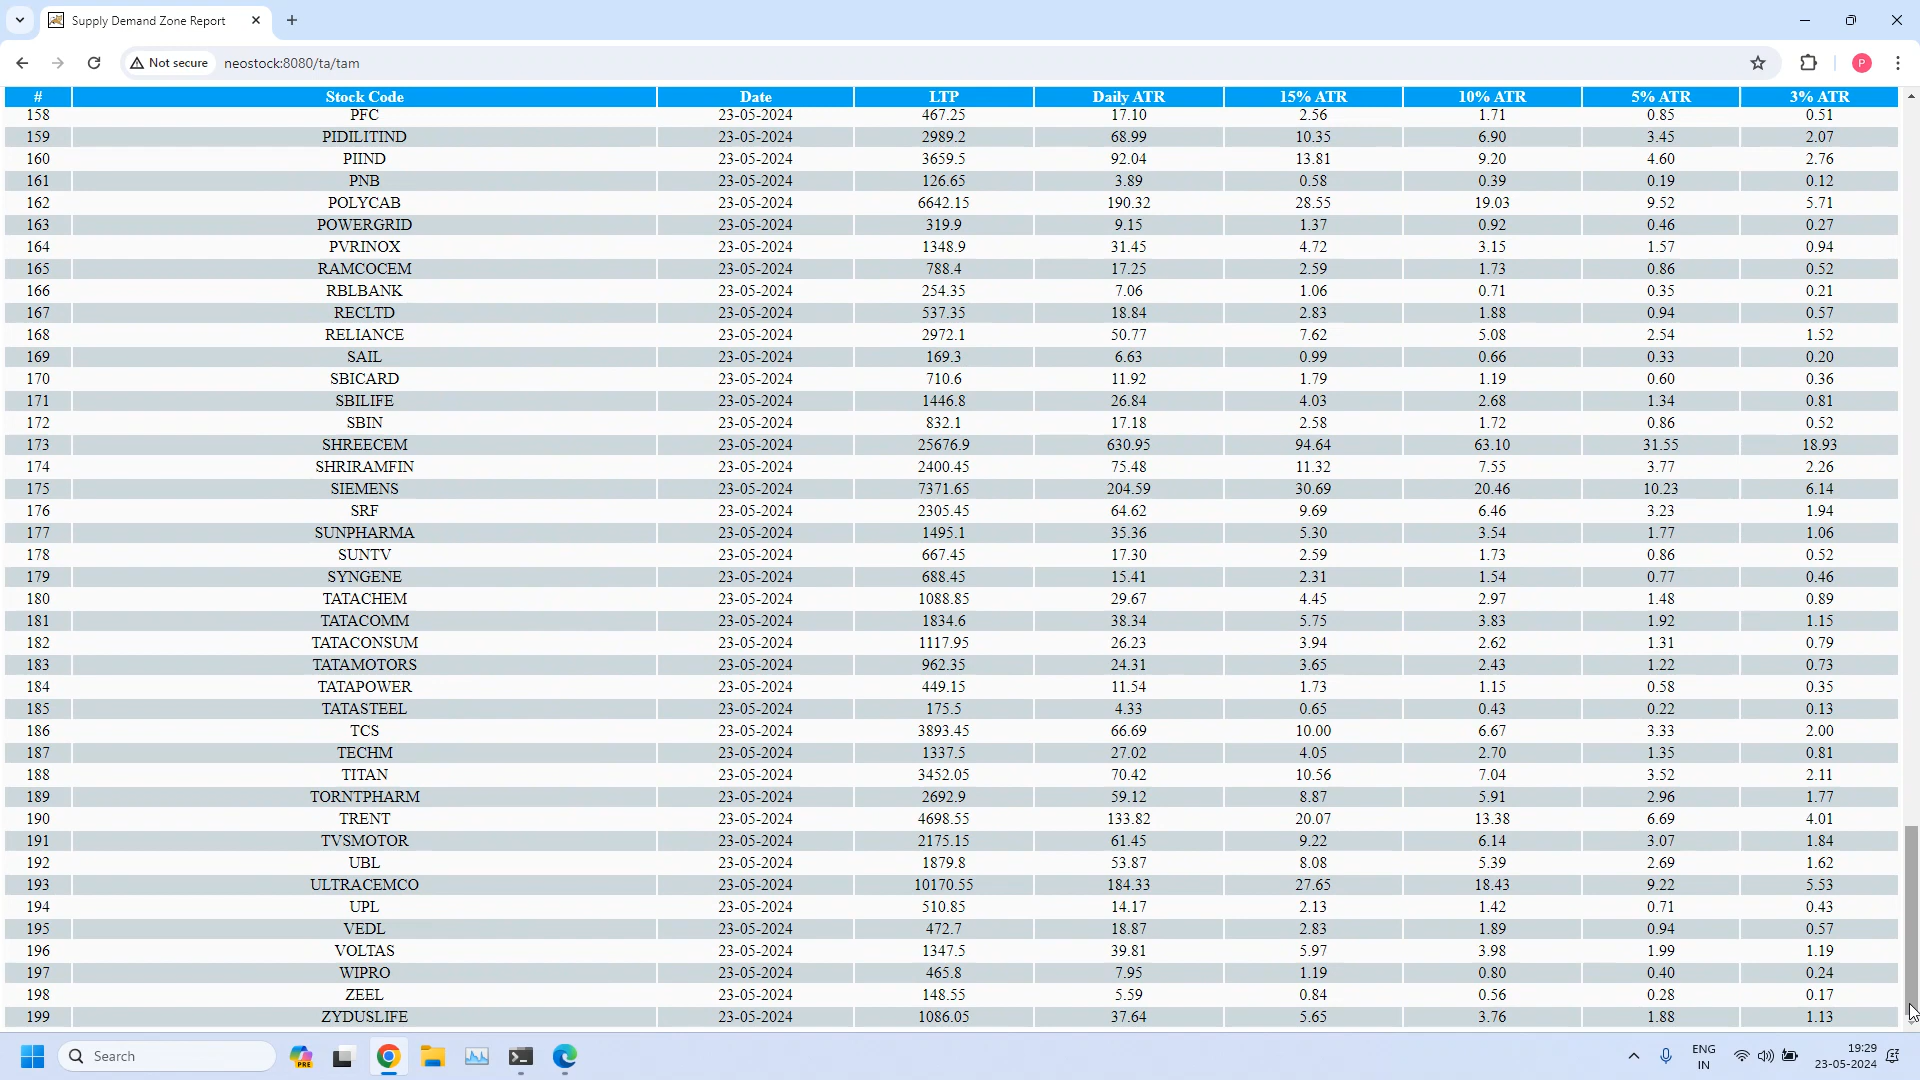 Supply Demand Zone Report
Not secure
neostock:8080/ta/tam
P
# Stock Code Date LTP Daily ATR 15% ATR 10% ATR 5% ATR 3% ATR
158 PFC 23-05-2024 467.25 17.10 2.56 1.71 0.85 0.51
159 PIDILITIND 23-05-2024 2989.2 68.99 10.35 6.90 3.45 2.07
160 PIIND 23-05-2024 3659.5 92.04 13.81 9.20 4.60 2.76
161 PNB 23-05-2024 126.65 3.89 0.58 0.39 0.19 0.12
162 POLYCAB 23-05-2024 6642.15 190.32 28.55 19.03 9.52 5.71
163 POWERGRID 23-05-2024 319.9 9.15 1.37 0.92 0.46 0.27
164 PVRINOX 23-05-2024 1348.9 31.45 4.72 3.15 1.57 0.94
165 RAMCOCEM 23-05-2024 788.4 17.25 2.59 1.73 0.86 0.52
166 RBLBANK 23-05-2024 254.35 7.06 1.06 0.71 0.35 0.21
167 RECLTD 23-05-2024 537.35 18.84 2.83 1.88 0.94 0.57
168 RELIANCE 23-05-2024 2972.1 50.77 7.62 5.08 2.54 1.52
169 SAIL 23-05-2024 169.3 6.63 0.99 0.66 0.33 0.20
170 SBICARD 23-05-2024 710.6 11.92 1.79 1.19 0.60 0.36
171 SBILIFE 23-05-2024 1446.8 26.84 4.03 2.68 1.34 0.81
172 SBIN 23-05-2024 832.1 17.18 2.58 1.72 0.86 0.52
173 SHREECEM 23-05-2024 25676.9 630.95 94.64 63.10 31.55 18.93
174 SHRIRAMFIN 23-05-2024 2400.45 75.48 11.32 7.55 3.77 2.26
175 SIEMENS 23-05-2024 7371.65 204.59 30.69 20.46 10.23 6.14
176 SRF 23-05-2024 2305.45 64.62 9.69 6.46 3.23 1.94
177 SUNPHARMA 23-05-2024 1495.1 35.36 5.30 3.54 1.77 1.06
178 SUNTV 23-05-2024 667.45 17.30 2.59 1.73 0.86 0.52
179 SYNGENE 23-05-2024 688.45 15.41 2.31 1.54 0.77 0.46
180 TATACHEM 23-05-2024 1088.85 29.67 4.45 2.97 1.48 0.89
181 TATACOMM 23-05-2024 1834.6 38.34 5.75 3.83 1.92 1.15
182 TATACONSUM 23-05-2024 1117.95 26.23 3.94 2.62 1.31 0.79
183 TATAMOTORS 23-05-2024 962.35 24.31 3.65 2.43 1.22 0.73
184 TATAPOWER 23-05-2024 449.15 11.54 1.73 1.15 0.58 0.35
185 TATASTEEL 23-05-2024 175.5 4.33 0.65 0.43 0.22 0.13
186 TCS 23-05-2024 3893.45 66.69 10.00 6.67 3.33 2.00
187 TECHM 23-05-2024 1337.5 27.02 4.05 2.70 1.35 0.81
188 TITAN 23-05-2024 3452.05 70.42 10.56 7.04 3.52 2.11
189 TORNTPHARM 23-05-2024 2692.9 59.12 8.87 5.91 2.96 1.77
190 TRENT 23-05-2024 4698.55 133.82 20.07 13.38 6.69 4.01
191 TVSMOTOR 23-05-2024 2175.15 61.45 9.22 6.14 3.07 1.84
192 UBL 23-05-2024 1879.8 53.87 8.08 5.39 2.69 1.62
193 ULTRACEMCO 23-05-2024 10170.55 184.33 27.65 18.43 9.22 5.53
194 UPL 23-05-2024 510.85 14.17 2.13 1.42 0.71 0.43
195 VEDL 23-05-2024 472.7 18.87 2.83 1.89 0.94 0.57
196 VOLTAS 23-05-2024 1347.5 39.81 5.97 3.98 1.99 1.19
197 WIPRO 23-05-2024 465.8 7.95 1.19 0.80 0.40 0.24
198 ZEEL 23-05-2024 148.55 5.59 0.84 0.56 0.28 0.17
199 ZYDUSLIFE 23-05-2024 1086.05 37.64 5.65 3.76 1.88 1.13
Search
PRE
ENG
IN
19:29
23-05-2024